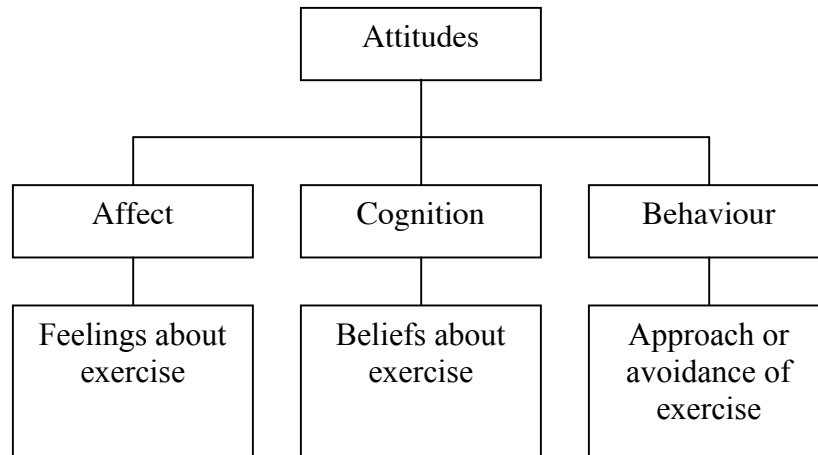 Attitudes
Affect
Cognition
Behaviour
Feelings about
exercise
Beliefs about
exercise
Approach or
avoidance of
exercise